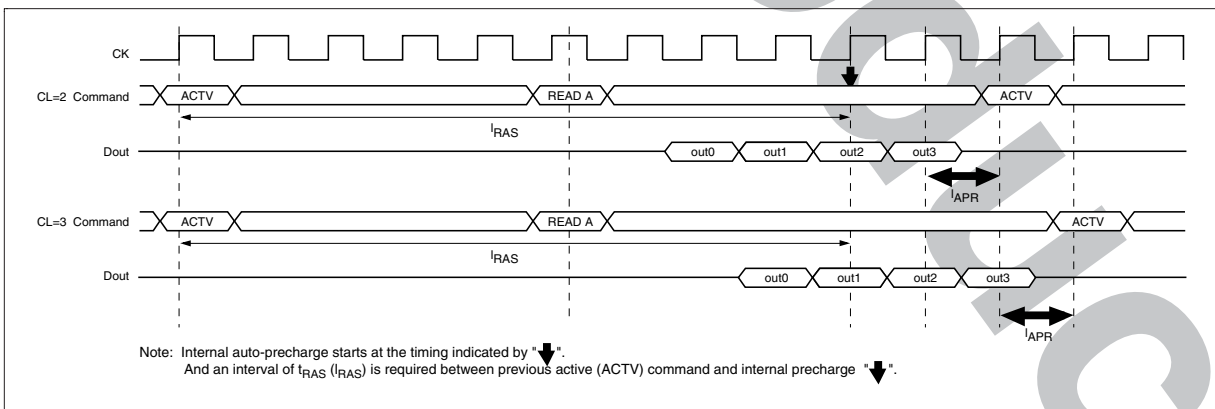 CK
CL=2 Command ACTV READ A ACTV
lRAS
Dout out0 out1 out2 out3
lAPR
CL=3 Command ACTV READ A ACTV
lRAS
Dout out0 out1 out2 out3
lAPR
Note: Internal auto-precharge starts at the timing indicated by " ".
And an interval of tRAS (lRAS) is required between previous active (ACTV) command and internal precharge " ".